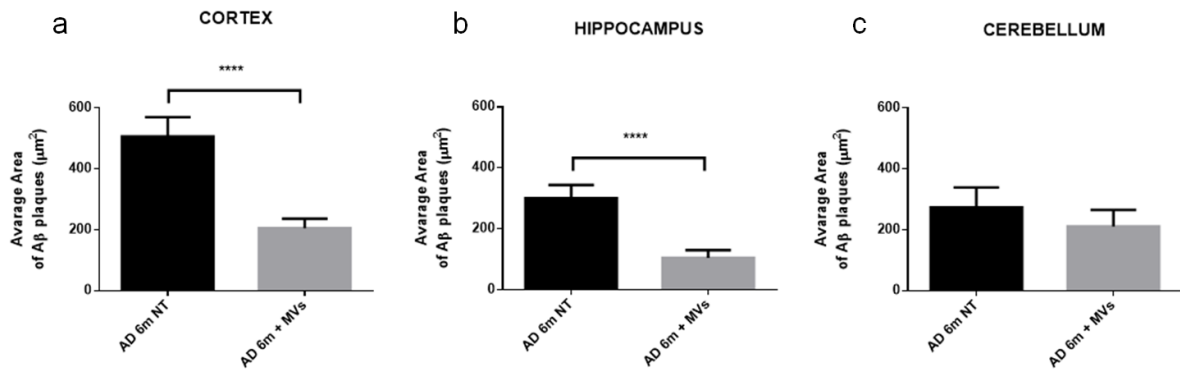 a
CORTEX
****
600
400
200
0
Avarage Area
of Aβ plaques (μm²)
AD 6m NT
AD 6m + MVs
b
HIPPOCAMPUS
****
600
400
200
0
Avarage Area
of Aβ plaques (μm²)
AD 6m NT
AD 6m + MVs
c
CEREBELLUM
600
400
200
0
Avarage Area
of Aβ plaques (μm²)
AD 6m NT
AD 6m + MVs